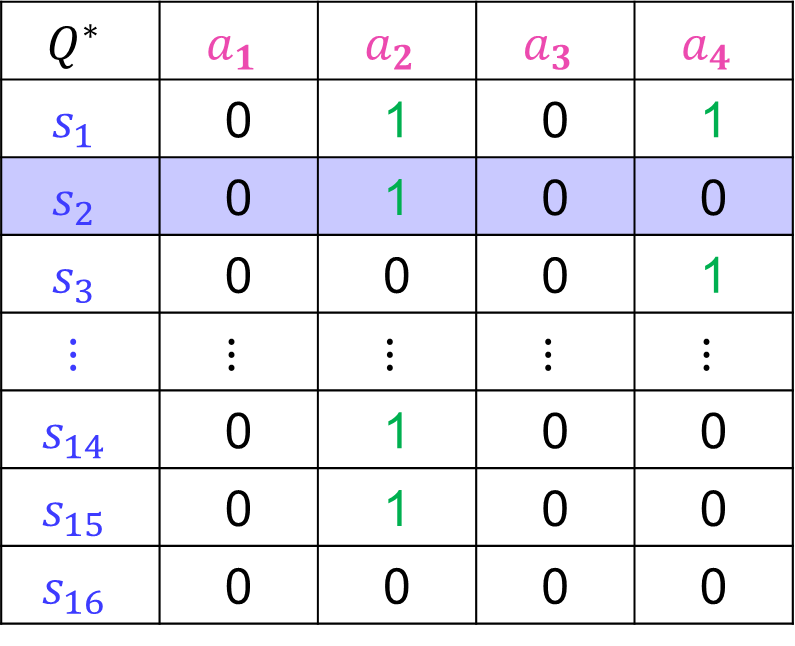 Q* a₁ a₂ a₃ a₄
s₁ 0 1 0 1
s₂ 0 1 0 0
s₃ 0 0 0 1
⋮ ⋮ ⋮ ⋮ ⋮
s₁₄ 0 1 0 0
s₁₅ 0 1 0 0
s₁₆ 0 0 0 0